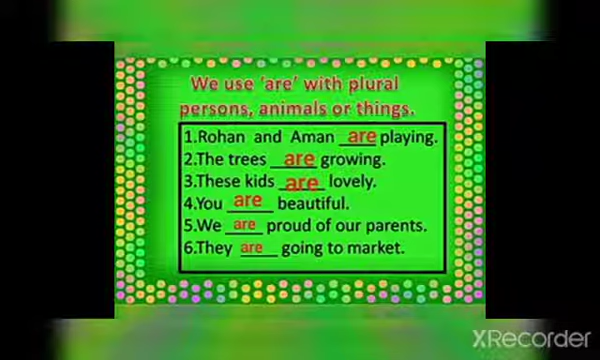 We use 'are' with plural
persons, animals or things.
1.Rohan and Aman are playing.
2.The trees are growing.
3.These kids are lovely.
4.You are beautiful.
5.We are proud of our parents.
6.They are going to market.
XRecorder